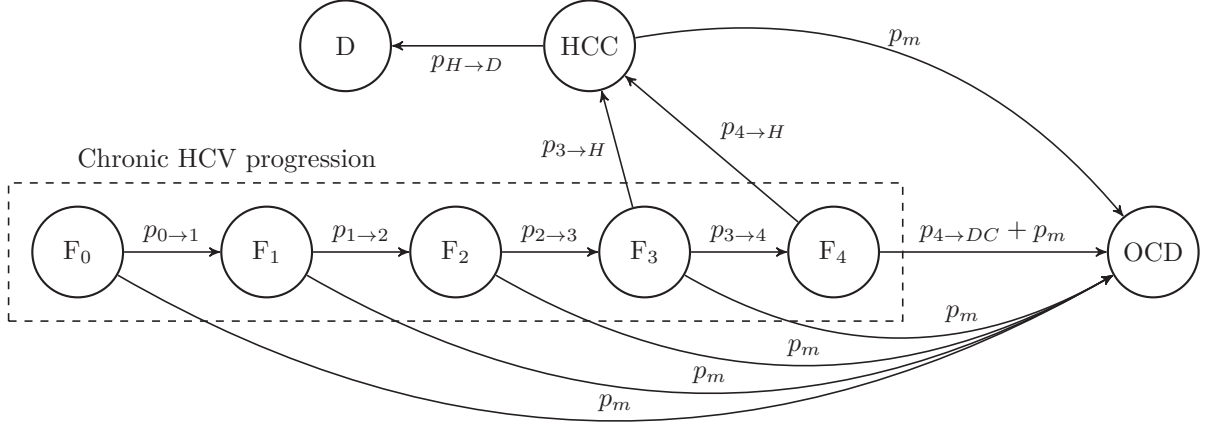 D
HCC
p_m
p_{H→D}
p_{3→H}
p_{4→H}
Chronic HCV progression
F_0
p_{0→1}
F_1
p_{1→2}
F_2
p_{2→3}
F_3
p_{3→4}
F_4
p_{4→DC} + p_m
OCD
p_m
p_m
p_m
p_m